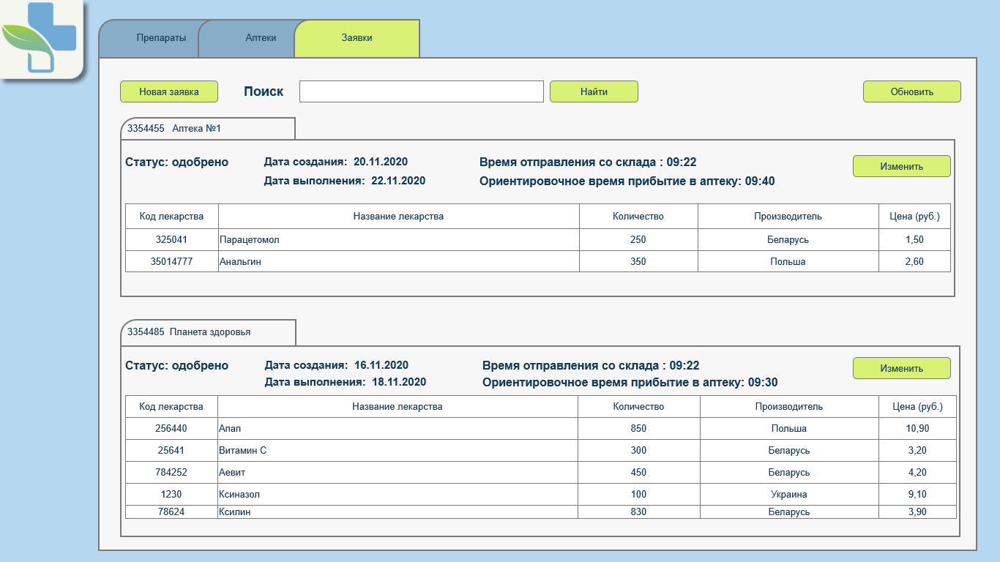 Препараты Аптеки Заявки
Новая заявка Поиск Найти Обновить
3354455 Аптека №1
Статус: одобрено Дата создания: 20.11.2020 Время отправления со склада : 09:22 Изменить
Дата выполнения: 22.11.2020 Ориентировочное время прибытие в аптеку: 09:40
Код лекарства Название лекарства Количество Производитель Цена (руб.)
325041 Парацетомол 250 Беларусь 1,50
35014777 Анальгин 350 Польша 2,60
3354485 Планета здоровья
Статус: одобрено Дата создания: 16.11.2020 Время отправления со склада : 09:22 Изменить
Дата выполнения: 18.11.2020 Ориентировочное время прибытие в аптеку: 09:30
Код лекарства Название лекарства Количество Производитель Цена (руб.)
256440 Апап 850 Польша 10,90
25641 Витамин С 300 Беларусь 3,20
784252 Аевит 450 Беларусь 4,20
1230 Ксиназол 100 Украина 9,10
78624 Ксилин 830 Беларусь 3,90